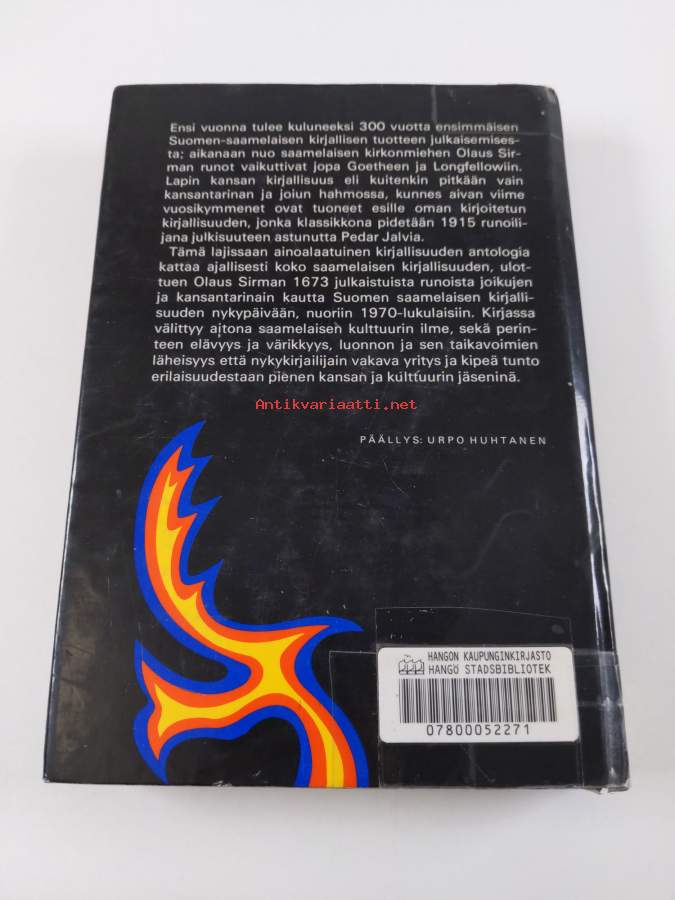 Ensi vuonna tulee kuluneeksi 300 vuotta ensimmäisen
Suomen-saamelaisen kirjallisen tuotteen julkaisemises-
ta; aikanaan nuo saamelaisen kirkonmiehen Olaus Sir-
man runot vaikuttivat jopa Goetheen ja Longfellowiin.
Lapin kansan kirjallisuus eli kuitenkin pitkään vain
kansantarinan ja joiun hahmossa, kunnes aivan viime
vuosikymmenet ovat tuoneet esille oman kirjoitetun
kirjallisuuden, jonka klassikkona pidetään 1915 runoili-
jana julkisuuteen astunutta Pedar Jalvia.
Tämä lajissaan ainoalaatuinen kirjallisuuden antologia
kattaa ajallisesti koko saamelaisen kirjallisuuden, ulot-
tuen Olaus Sirman 1673 julkaistuista runoista joikujen
ja kansantarinain kautta Suomen saamelaisen kirjalli-
suuden nykypäivään, nuoriin 1970-lukulaisiin. Kirjassa
välittyy aitona saamelaisen kulttuurin ilme, sekä perin-
teen elävyys ja värikkyys, luonnon ja sen taikavoimien
läheisyys että nykykirjailijain vakava yritys ja kipeä tunto
erilaisuudestaan pienen kansan ja kulttuurin jäseninä.
Antikvariaatti.net
PÄÄLLYS: URPO HUHTANEN
HANGON KAUPUNGINKIRJASTO
HANGÖ STADSBIBLIOTEK
07800052271